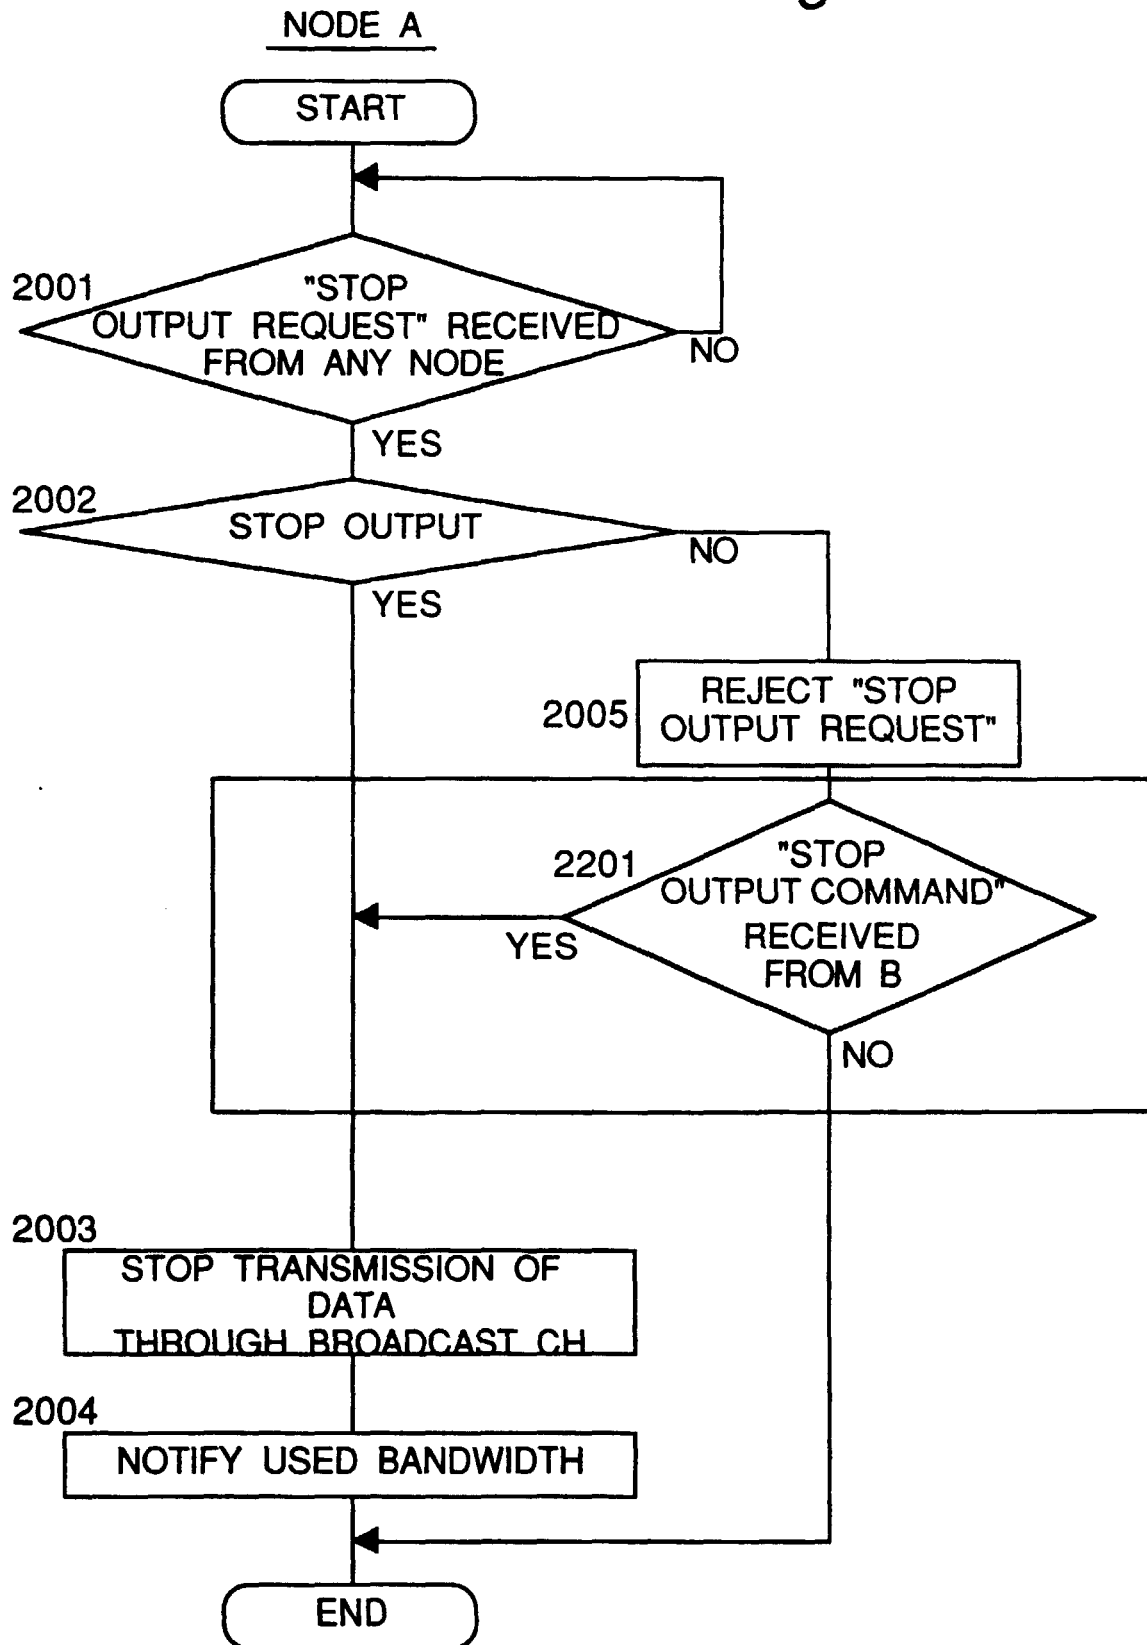 NODE A
START
2001
"STOP
OUTPUT REQUEST" RECEIVED
FROM ANY NODE
NO
YES
2002
STOP OUTPUT
NO
YES
2005
REJECT "STOP
OUTPUT REQUEST"
2201
"STOP
OUTPUT COMMAND"
RECEIVED
FROM B
YES
NO
2003
STOP TRANSMISSION OF
DATA
THROUGH BROADCAST CH
2004
NOTIFY USED BANDWIDTH
END